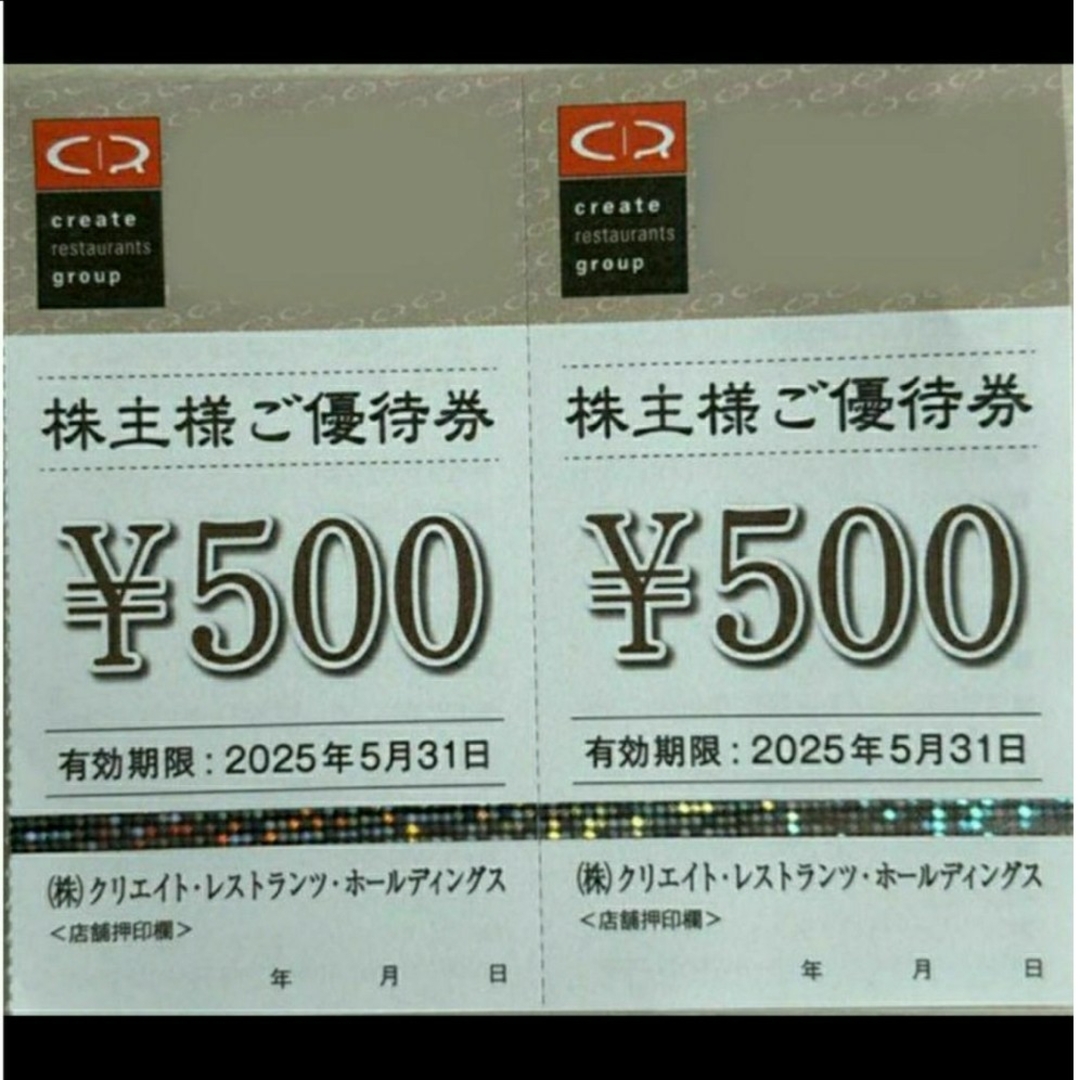 CR
create
restaurants
group
株主様ご優待券
¥500
有効期限:2025年5月31日
(株)クリエイト・レストランツ・ホールディングス
<店舗押印欄>
年 月 日
CR
create
restaurants
group
株主様ご優待券
¥500
有効期限:2025年5月31日
(株)クリエイト・レストランツ・ホールディングス
<店舗押印欄>
年 月 日